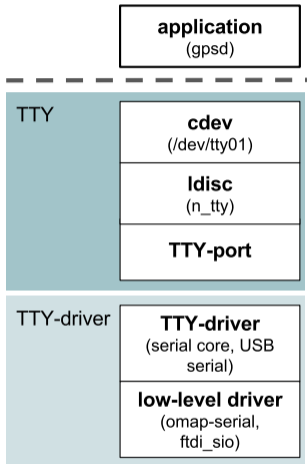 application
(gpsd)
TTY
cdev
(/dev/tty01)
ldisc
(n_tty)
TTY-port
TTY-driver
TTY-driver
(serial core, USB
serial)
low-level driver
(omap-serial,
ftdi_sio)